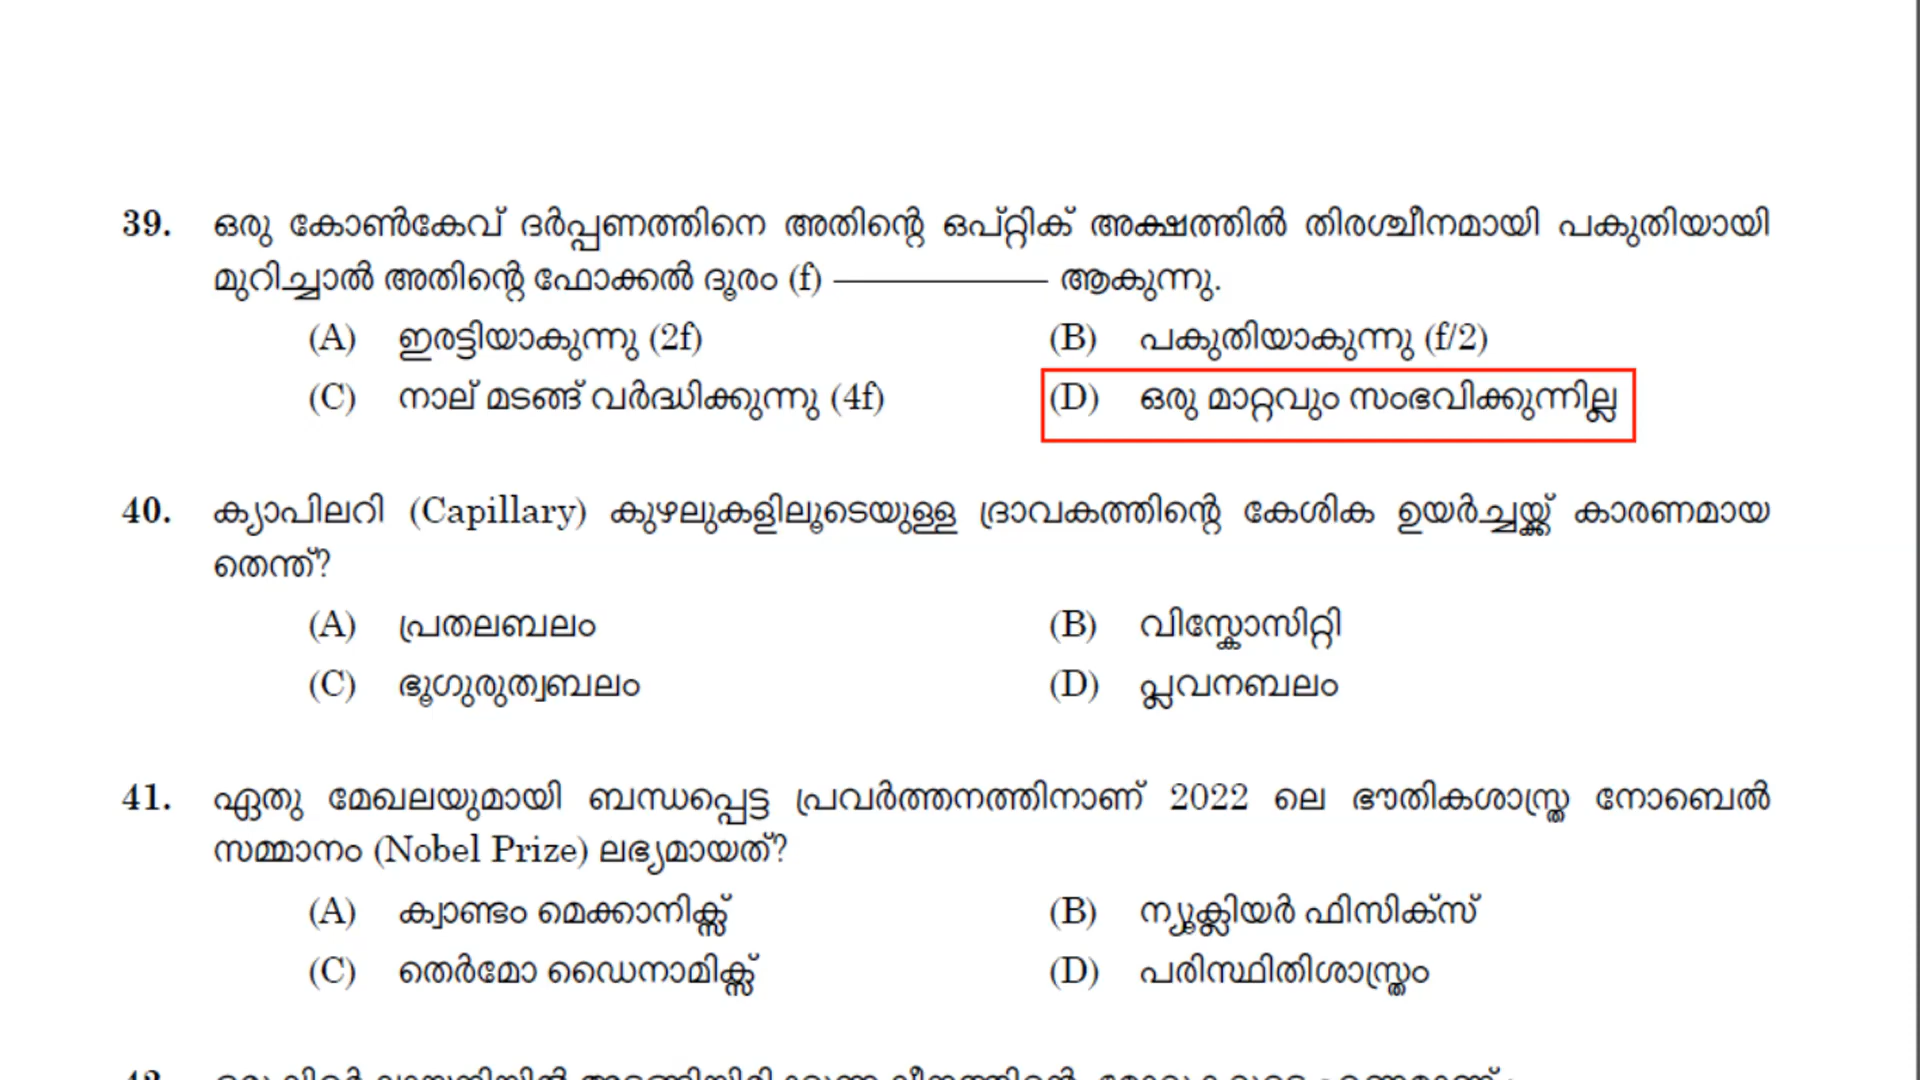 39. ഒരു കോൺകേവ് ദർപ്പണത്തിനെ അതിന്റെ ഒപ്റ്റിക് അക്ഷത്തിൽ തിരശ്ചീനമായി പകുതിയായി
മുറിച്ചാൽ അതിന്റെ ഫോക്കൽ ദൂരം (f) ———— ആകുന്നു.
(A) ഇരട്ടിയാകുന്നു (2f) (B) പകുതിയാകുന്നു (f/2)
(C) നാല് മടങ്ങ് വർദ്ധിക്കുന്നു (4f) (D) ഒരു മാറ്റവും സംഭവിക്കുന്നില്ല
40. ക്യാപിലറി (Capillary) കുഴലുകളിലൂടെയുള്ള ദ്രാവകത്തിന്റെ കേശിക ഉയർച്ചയ്ക്ക് കാരണമായ
തെന്ത്?
(A) പ്രതലബലം (B) വിസ്കോസിറ്റി
(C) ഭൂഗുരുത്വബലം (D) പ്ലവനബലം
41. ഏതു മേഖലയുമായി ബന്ധപ്പെട്ട പ്രവർത്തനത്തിനാണ് 2022 ലെ ഭൗതികശാസ്ത്ര നോബെൽ
സമ്മാനം (Nobel Prize) ലഭ്യമായത്?
(A) ക്വാണ്ടം മെക്കാനിക്സ് (B) ന്യൂക്ലിയർ ഫിസിക്സ്
(C) തെർമോ ഡൈനാമിക്സ് (D) പരിസ്ഥിതിശാസ്ത്രം